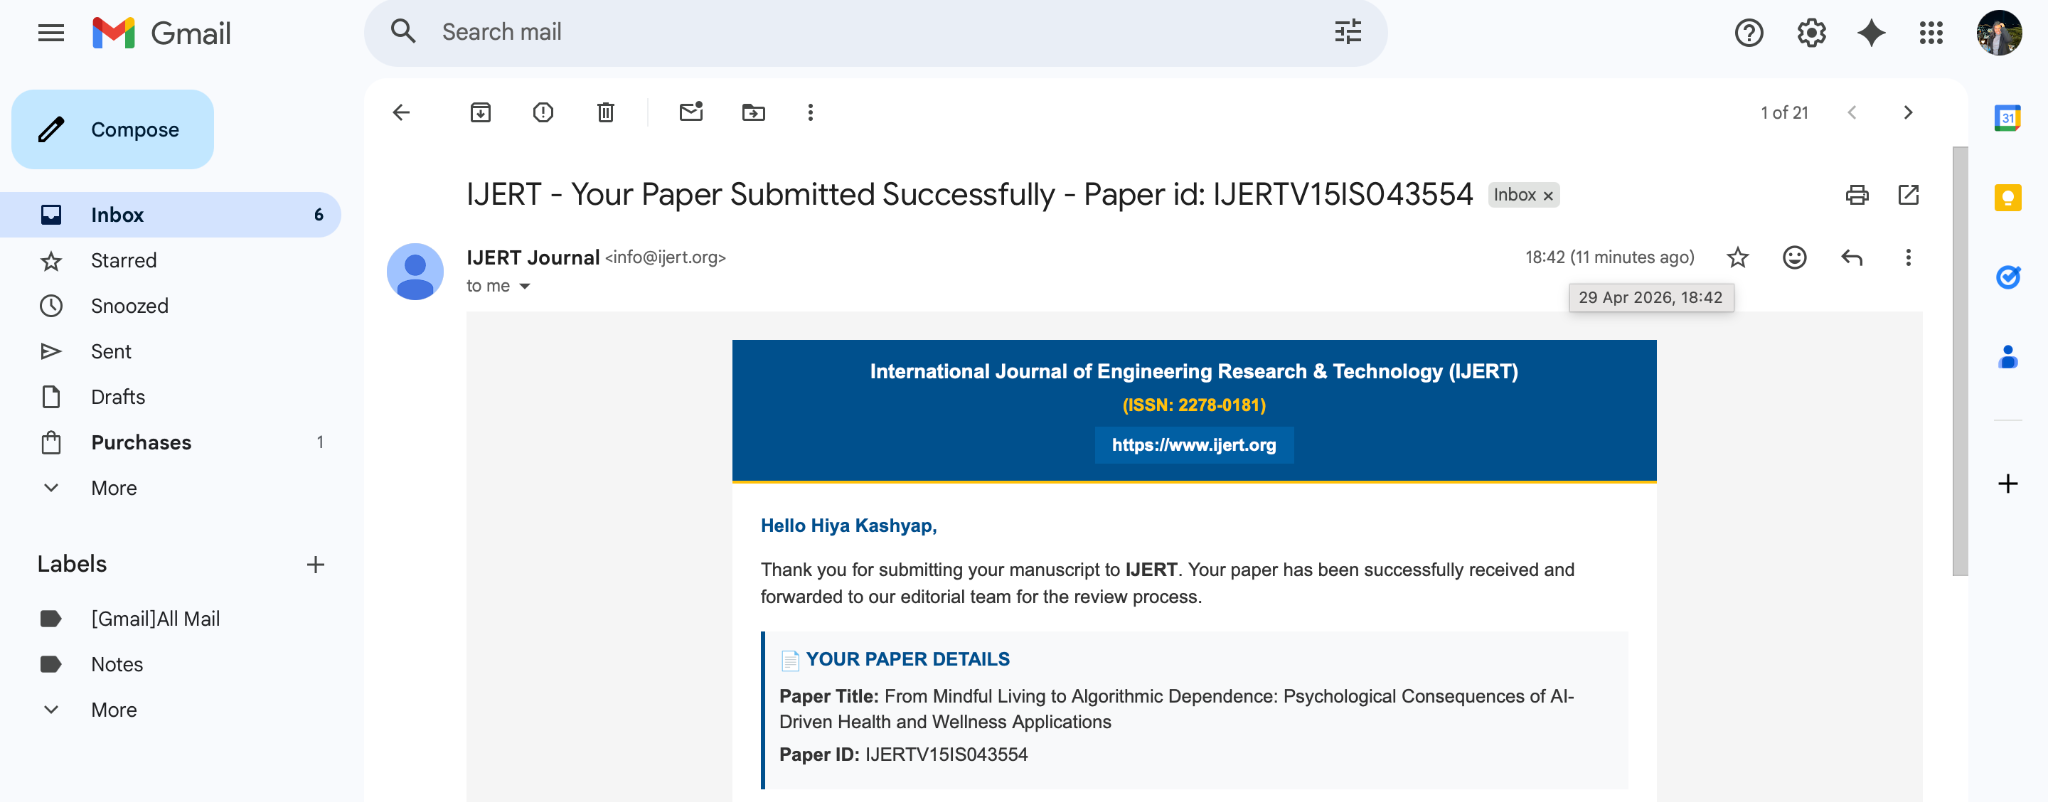 Gmail
Search mail
Compose
1 of 21
31
Inbox 6
Starred
Snoozed
Sent
Drafts
Purchases 1
More
Labels
[Gmail]All Mail
Notes
More
IJERT - Your Paper Submitted Successfully - Paper id: IJERTV15IS043554 Inbox ×
IJERT Journal <info@ijert.org> 18:42 (11 minutes ago)
to me
29 Apr 2026, 18:42
International Journal of Engineering Research & Technology (IJERT)
(ISSN: 2278-0181)
https://www.ijert.org
Hello Hiya Kashyap,
Thank you for submitting your manuscript to IJERT. Your paper has been successfully received and
forwarded to our editorial team for the review process.
YOUR PAPER DETAILS
Paper Title: From Mindful Living to Algorithmic Dependence: Psychological Consequences of AI-
Driven Health and Wellness Applications
Paper ID: IJERTV15IS043554